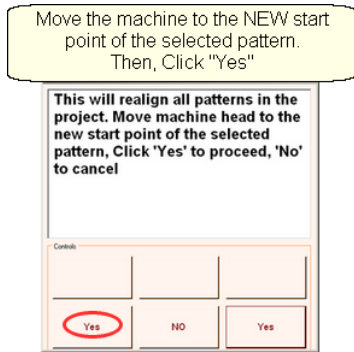 Move the machine to the NEW start
point of the selected pattern.
Then, Click "Yes"
This will realign all patterns in the
project. Move machine head to the
new start point of the selected
pattern, Click 'Yes' to proceed, 'No'
to cancel
Controls
Yes NO Yes